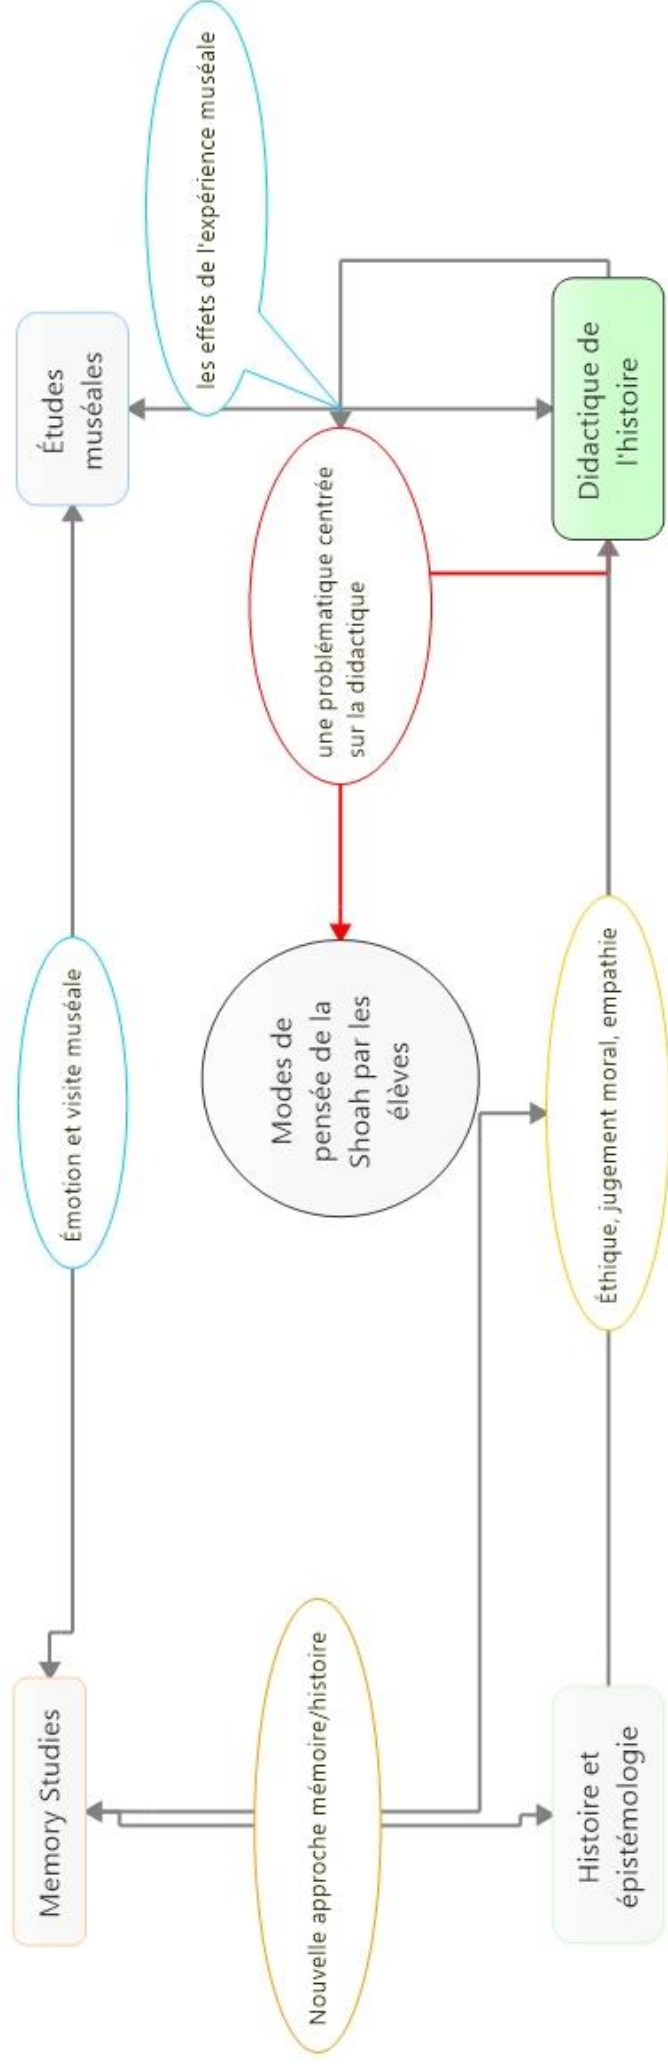 Memory Studies
Émotion et visite muséale
Études
muséales
les effets de l'expérience muséale
Nouvelle approche mémoire/histoire
Modes de
pensée de la
Shoah par les
élèves
une problématique centrée
sur la didactique
Histoire et
épistémologie
Éthique, jugement moral, empathie
Didactique de
l'histoire